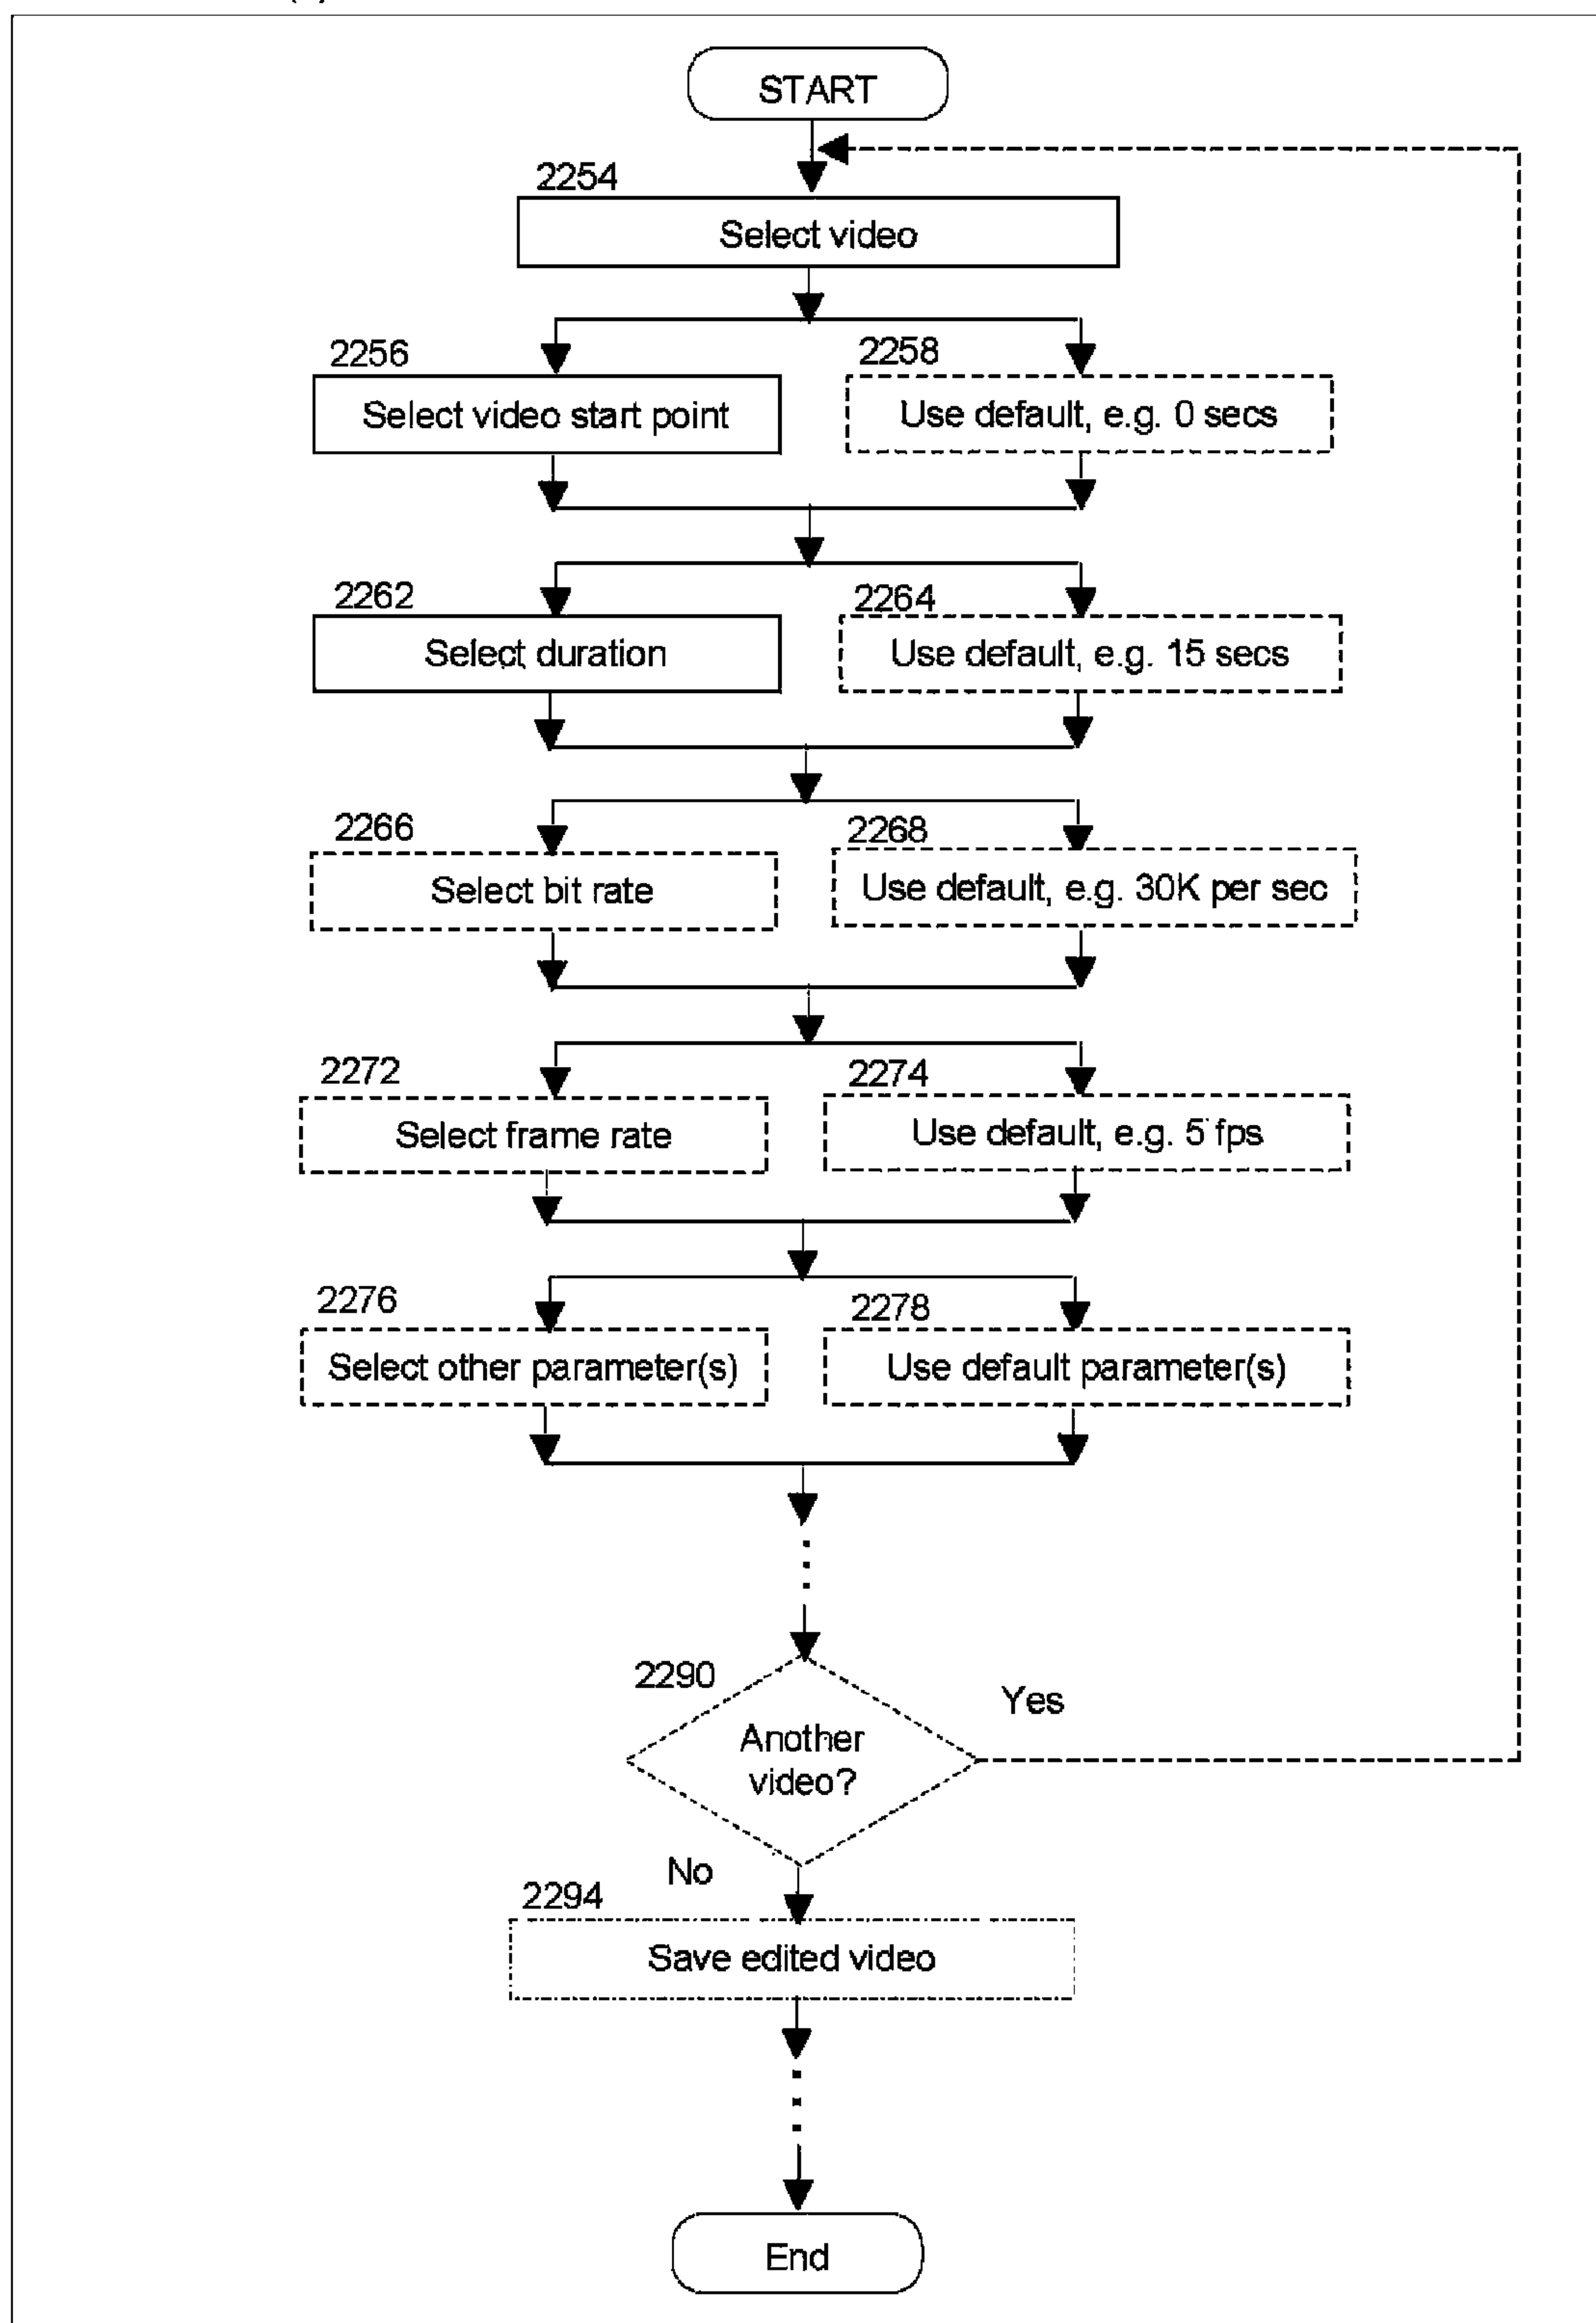 START
2254
Select video
2256
2258
Select video start point
Use default, e.g. 0 secs
2262
2264
Select duration
Use default, e.g. 15 secs
2266
2268
Select bit rate
Use default, e.g. 30K per sec
2272
2274
Select frame rate
Use default, e.g. 5 fps
2276
2278
Select other parameter(s)
Use default parameter(s)
2290
Yes
Another
video?
No
2294
Save edited video
End